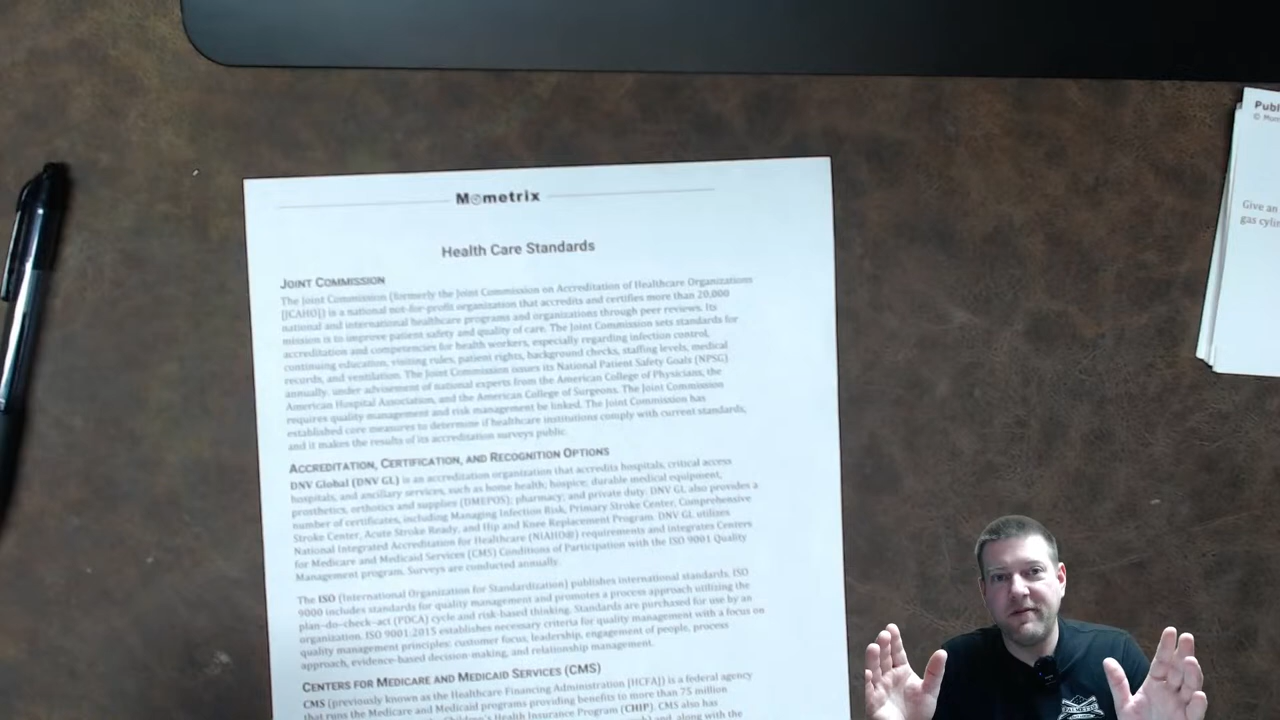 Mometrix
Health Care Standards
JOINT COMMISSION
The Joint Commission (formerly the Joint Commission on Accreditation of Healthcare Organizations
[JCAHO]) is a national not-for-profit organization that accredits and certifies more than 20,000
national and international healthcare programs and organizations through peer reviews. Its
mission is to improve patient safety and quality of care. The Joint Commission sets standards for
accreditation and competencies for health workers, especially regarding infection control,
continuing education, visiting rules, patient rights, background checks, staffing levels, medical
records, and ventilation. The Joint Commission issues its National Patient Safety Goals (NPSG)
annually, under advisement of national experts from the American College of Physicians, the
American Hospital Association, and the American College of Surgeons. The Joint Commission
requires quality management and risk management be linked. The Joint Commission has
established core measures to determine if healthcare institutions comply with current standards,
and it makes the results of its accreditation surveys public.
ACCREDITATION, CERTIFICATION, AND RECOGNITION OPTIONS
DNV Global (DNV GL) is an accreditation organization that accredits hospitals, critical access
hospitals, and ancillary services, such as home health; hospice; durable medical equipment,
prosthetics, orthotics and supplies (DMEPOS); pharmacy; and private duty. DNV GL also provides a
number of certificates, including Managing Infection Risk, Primary Stroke Center, Comprehensive
Stroke Center, Acute Stroke Ready, and Hip and Knee Replacement Program. DNV GL utilizes
National Integrated Accreditation for Healthcare (NIAHO®) requirements and integrates Centers
for Medicare and Medicaid Services (CMS) Conditions of Participation with the ISO 9001 Quality
Management program. Surveys are conducted annually.
The ISO (International Organization for Standardization) publishes international standards. ISO
9000 includes standards for quality management and promotes a process approach utilizing the
plan–do–check–act (PDCA) cycle and risk-based thinking. Standards are purchased for use by an
organization. ISO 9001:2015 establishes necessary criteria for quality management with a focus on
quality management principles: customer focus, leadership, engagement of people, process
approach, evidence-based decision-making, and relationship management.
CENTERS FOR MEDICARE AND MEDICAID SERVICES (CMS)
CMS (previously known as the Healthcare Financing Administration [HCFA]) is a federal agency
that runs the Medicare and Medicaid programs providing benefits to more than 75 million
Children's Health Insurance Program (CHIP). CMS also has
and, along with the
Publ
© Mom
Give an
gas cylin